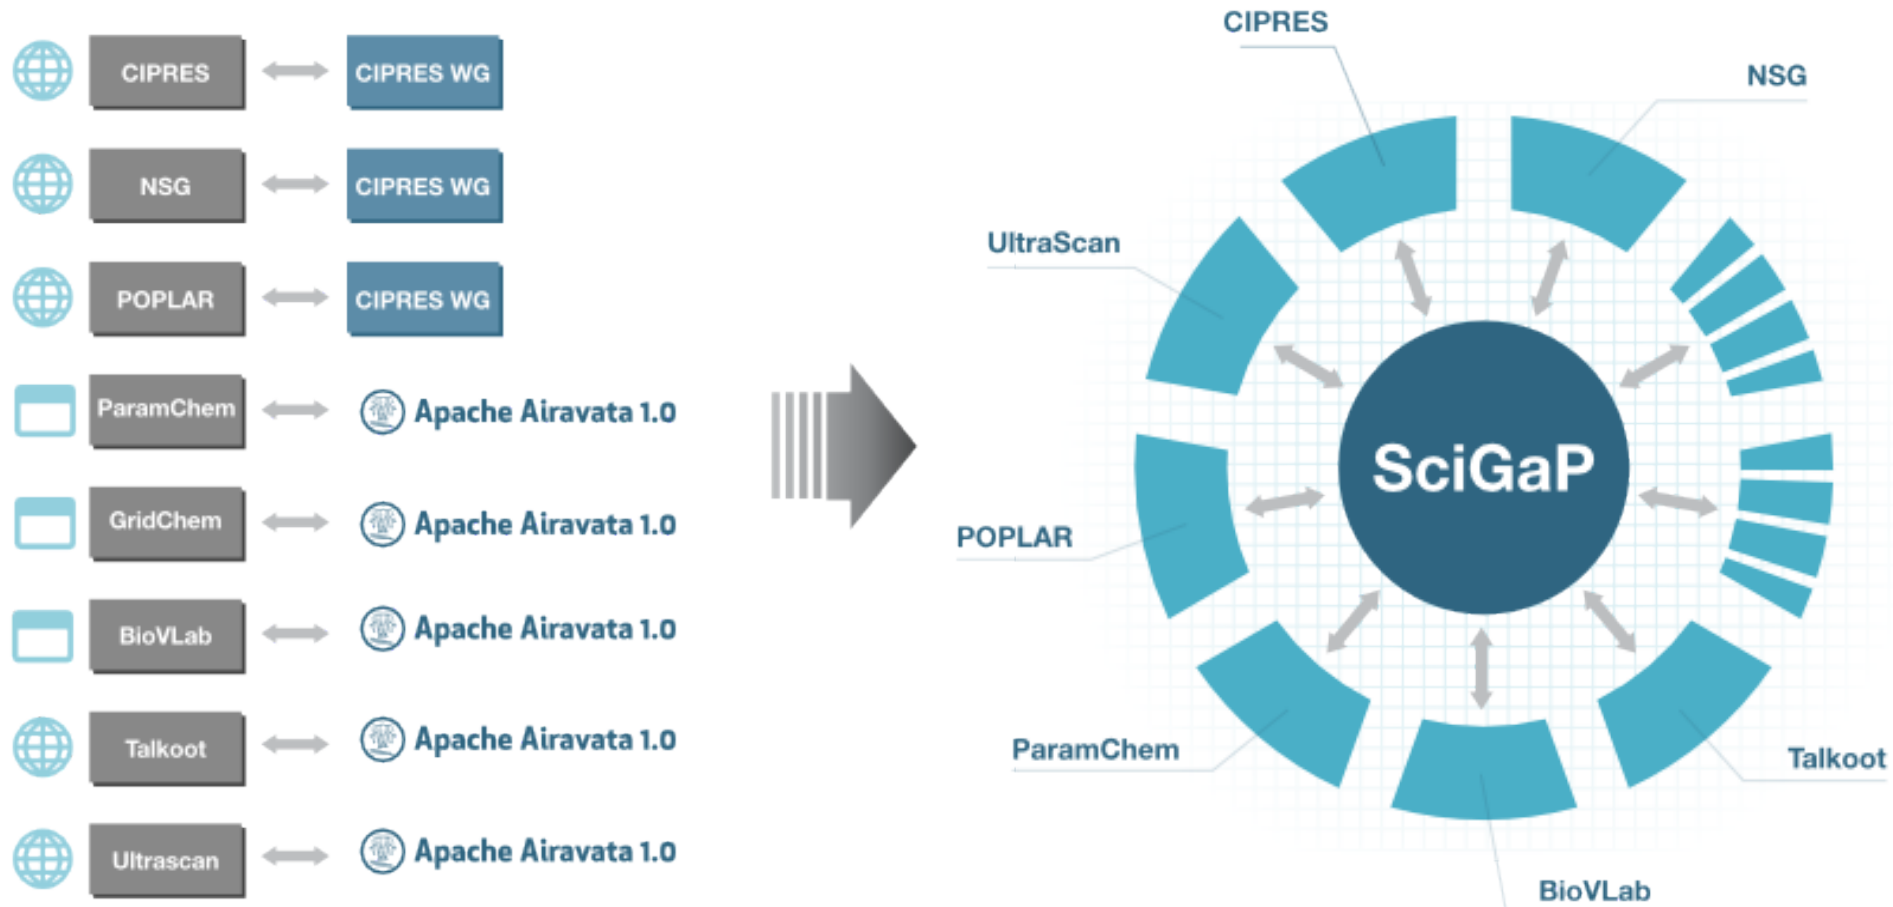 CIPRES
CIPRES WG
NSG
CIPRES WG
POPLAR
CIPRES WG
ParamChem
Apache Airavata 1.0
GridChem
Apache Airavata 1.0
BioVLab
Apache Airavata 1.0
Talkoot
Apache Airavata 1.0
Ultrascan
Apache Airavata 1.0
CIPRES
NSG
UltraScan
SciGaP
POPLAR
ParamChem
Talkoot
BioVLab